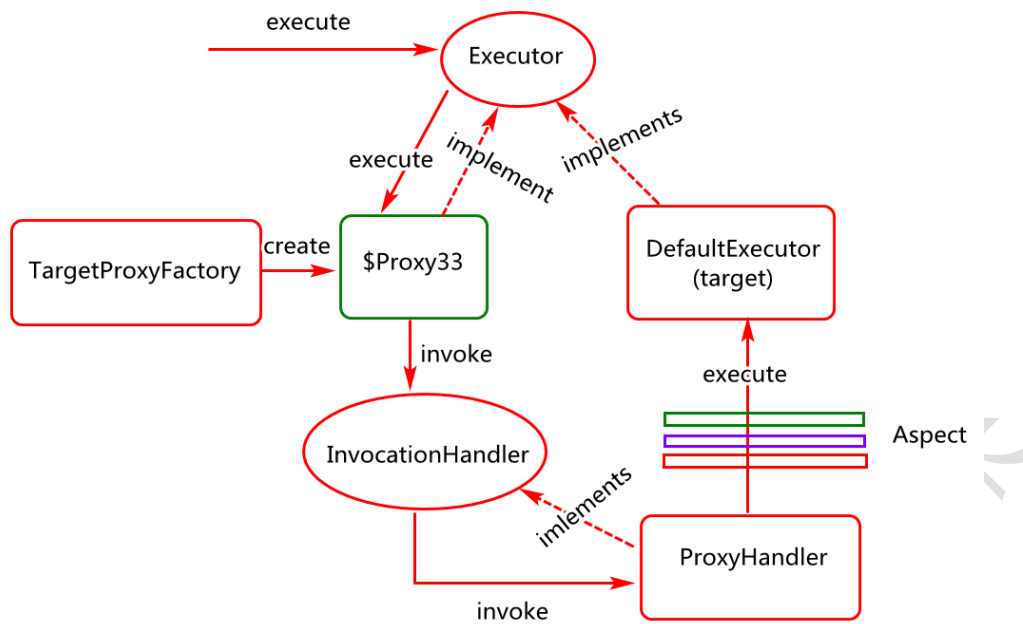 execute
Executor
execute
implement
implements
TargetProxyFactory
create
$Proxy33
DefaultExecutor
(target)
invoke
execute
Aspect
InvocationHandler
imlements
ProxyHandler
invoke